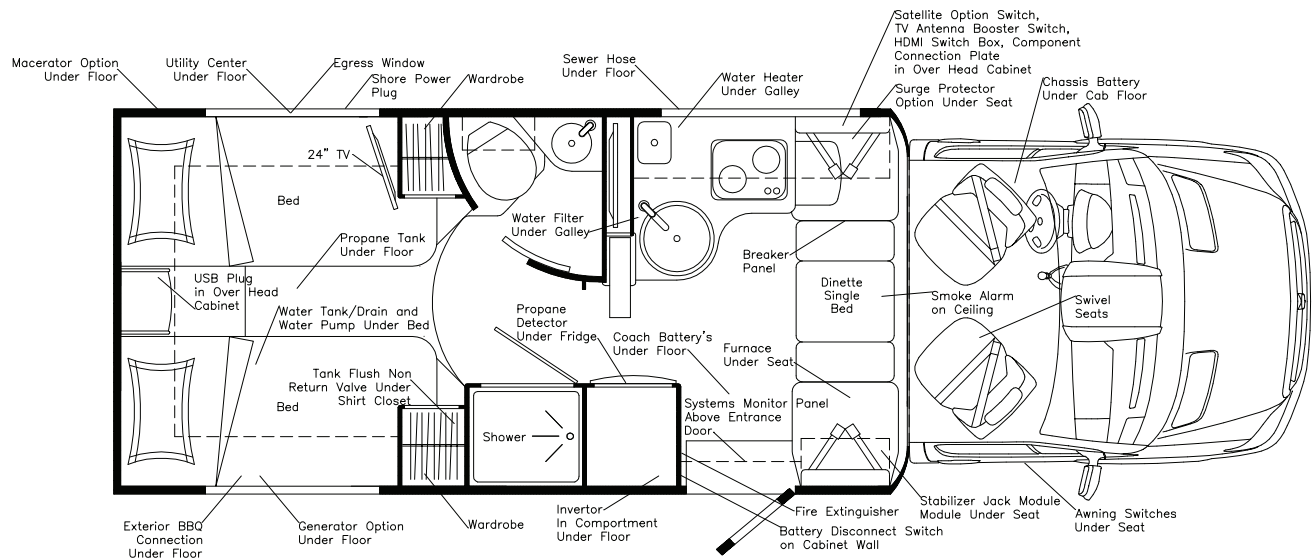 Satellite Option Switch,
TV Antenna Booster Switch,
HDMI Switch Box, Component
Connection Plate
in Over Head Cabinet
Macerator Option
Under Floor
Utility Center
Under Floor
Egress Window
Shore Power
Plug
Wardrobe
Sewer Hose
Under Floor
Water Heater
Under Galley
Surge Protector
Option Under Seat
Chassis Battery
Under Cab Floor
24" TV
Bed
Water Filter
Under Galley
Propane Tank
Under Floor
Breaker
Panel
USB Plug
in Over Head
Cabinet
Dinette
Single
Bed
Smoke Alarm
on Ceiling
Swivel
Seats
Water Tank/Drain and
Water Pump Under Bed
Propane
Detector
Under Fridge
Coach Battery's
Under Floor
Furnace
Under Seat
Tank Flush Non
Return Valve Under
Shirt Closet
Bed
Systems Monitor Panel
Above Entrance
Door
Shower
Exterior BBQ
Connection
Under Floor
Generator Option
Under Floor
Wardrobe
Invertor
In Compartment
Under Floor
Fire Extinguisher
Battery Disconnect Switch
on Cabinet Wall
Stabilizer Jack Module
Module Under Seat
Awning Switches
Under Seat